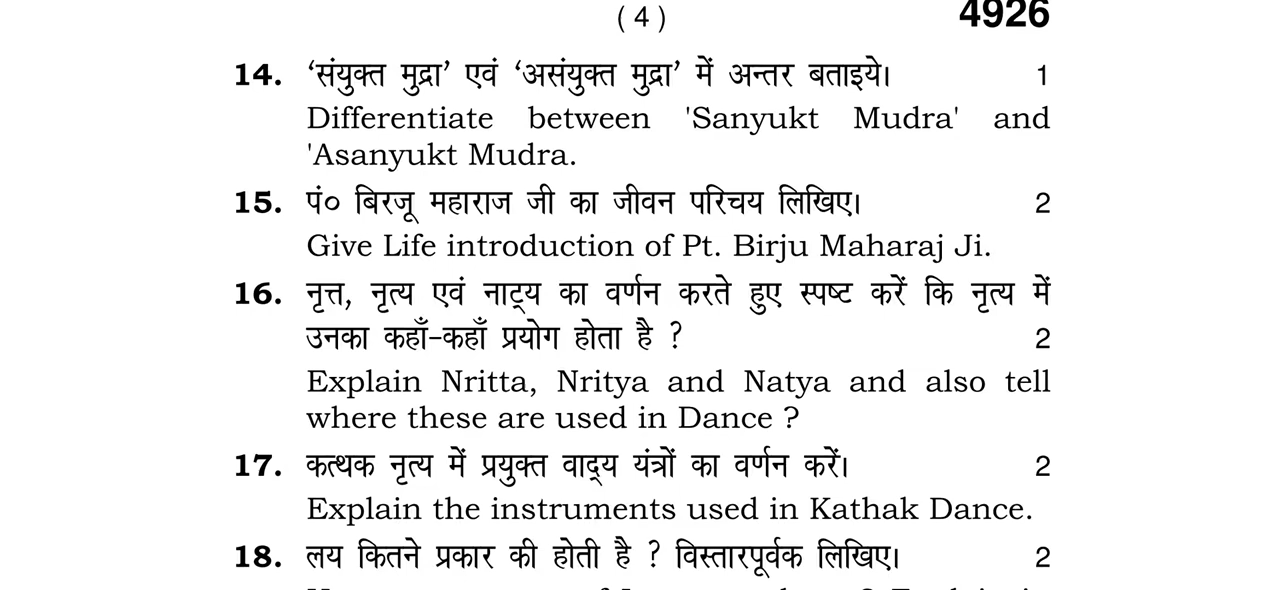 ( 4 ) 4926
14. ‘संयुक्त मुद्रा’ एवं ‘असंयुक्त मुद्रा’ में अन्तर बताइये। 1
Differentiate between 'Sanyukt Mudra' and
'Asanyukt Mudra.
15. पं० बिरजू महाराज जी का जीवन परिचय लिखिए। 2
Give Life introduction of Pt. Birju Maharaj Ji.
16. नृत्त, नृत्य एवं नाट्य का वर्णन करते हुए स्पष्ट करें कि नृत्य में
उनका कहाँ-कहाँ प्रयोग होता है ? 2
Explain Nritta, Nritya and Natya and also tell
where these are used in Dance ?
17. कत्थक नृत्य में प्रयुक्त वाद्य यंत्रों का वर्णन करें। 2
Explain the instruments used in Kathak Dance.
18. लय कितने प्रकार की होती है ? विस्तारपूर्वक लिखिए। 2